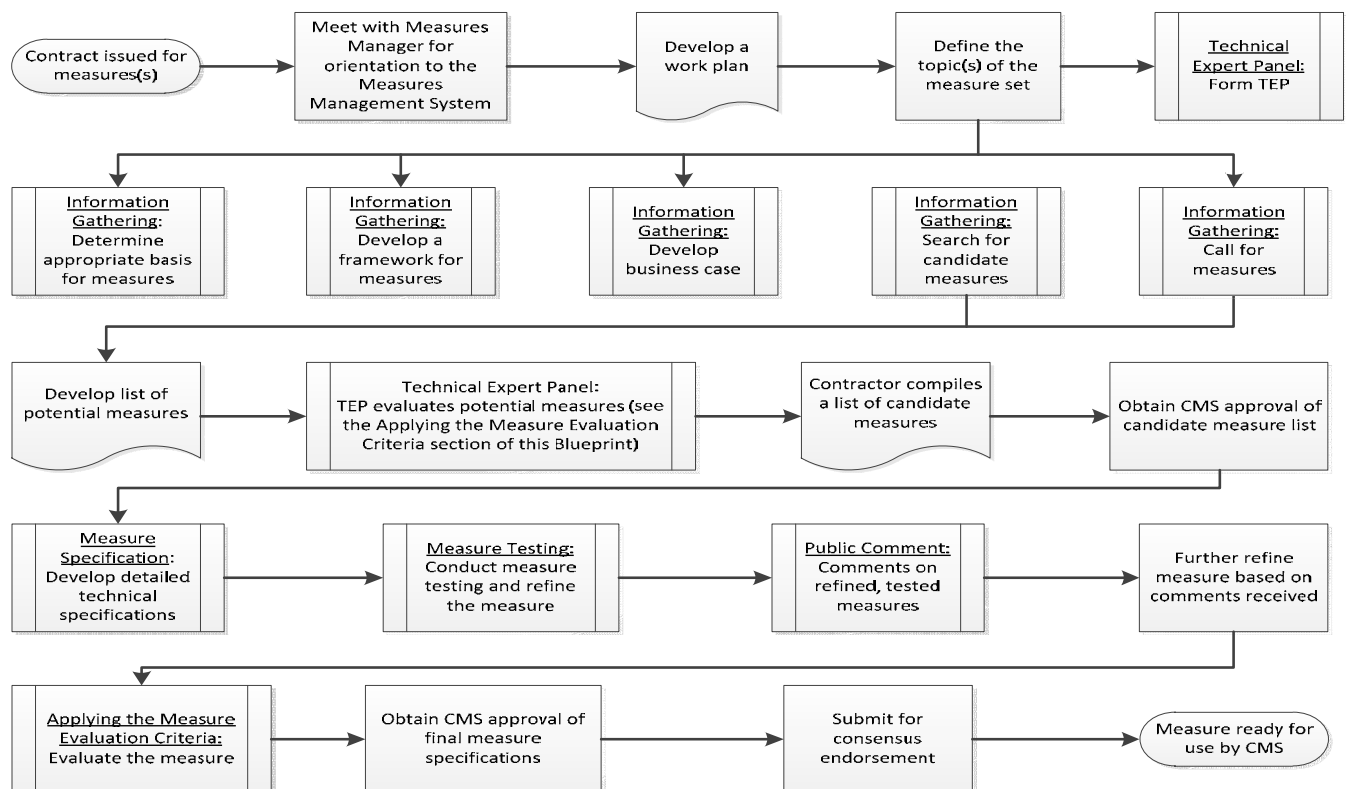 Contract issued for
measures(s)
Meet with Measures
Manager for
orientation to the
Measures
Management System
Develop a
work plan
Define the
topic(s) of the
measure set
Technical
Expert Panel:
Form TEP
Information
Gathering:
Determine
appropriate basis
for measures
Information
Gathering:
Develop a
framework for
measures
Information
Gathering:
Develop
business case
Information
Gathering:
Search for
candidate
measures
Information
Gathering:
Call for
measures
Develop list of
potential measures
Technical Expert Panel:
TEP evaluates potential measures (see
the Applying the Measure Evaluation
Criteria section of this Blueprint)
Contractor compiles
a list of candidate
measures
Obtain CMS approval of
candidate measure list
Measure
Specification:
Develop detailed
technical
specifications
Measure Testing:
Conduct measure
testing and refine
the measure
Public Comment:
Comments on
refined, tested
measures
Further refine
measure based on
comments received
Applying the Measure
Evaluation Criteria:
Evaluate the measure
Obtain CMS approval of
final measure
specifications
Submit for
consensus
endorsement
Measure ready for
use by CMS